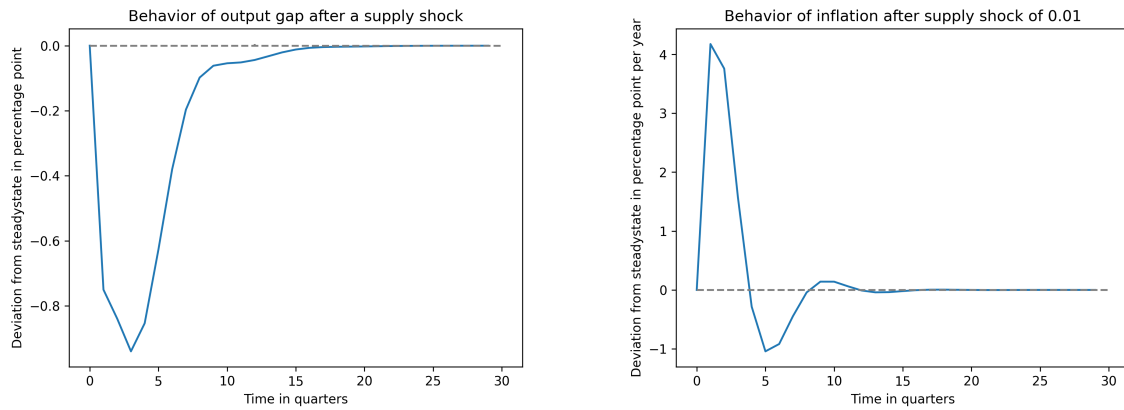 Behavior of output gap after a supply shock
Deviation from steadystate in percentage point
0.0
−0.2
−0.4
−0.6
−0.8
0 5 10 15 20 25 30
Time in quarters
Behavior of inflation after supply shock of 0.01
Deviation from steadystate in percentage point per year
4
3
2
1
0
−1
0 5 10 15 20 25 30
Time in quarters